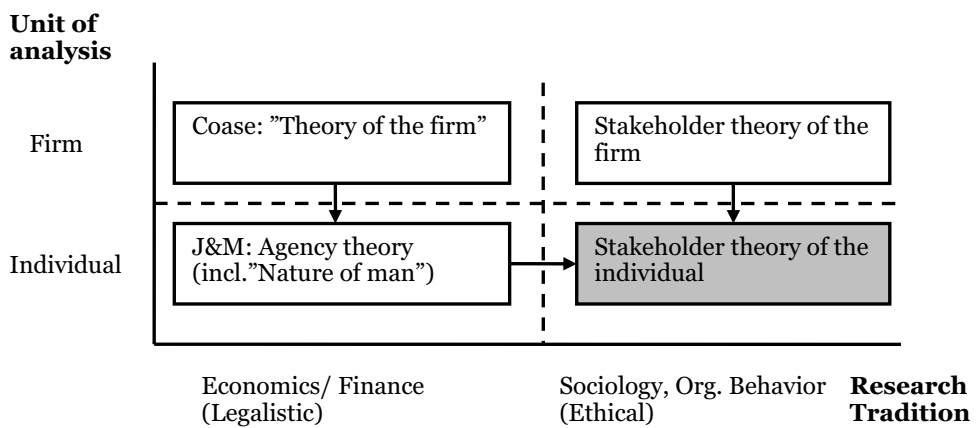 Unit of
analysis
Firm
Coase: ”Theory of the firm”
Stakeholder theory of the
firm
Individual
J&M: Agency theory
(incl.”Nature of man”)
Stakeholder theory of the
individual
Economics/ Finance
(Legalistic)
Sociology, Org. Behavior
(Ethical)
Research
Tradition